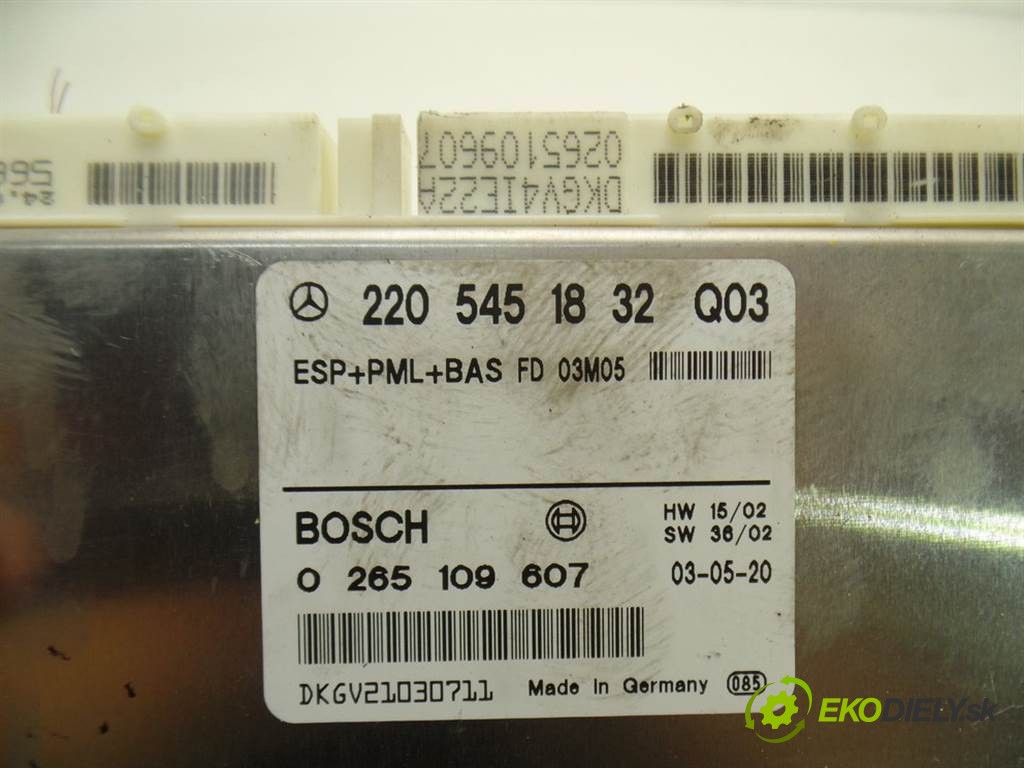 0265109607
DKGV4IE22A
220 545 18 32 Q03
ESP+PML+BAS FD 03M05
BOSCH
HW 15/02
SW 36/02
0 265 109 607
03-05-20
DKGV21030711
Made In Germany
085
EKODIELY.sk